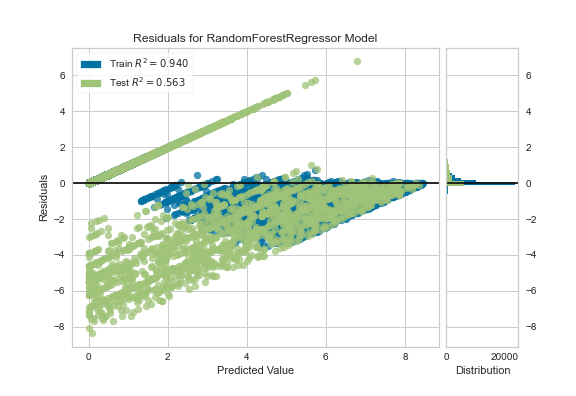 Residuals for RandomForestRegressor Model
Train R² = 0.940
Test R² = 0.563
6
4
2
0
−2
−4
−6
−8
Residuals
0 2 4 6 8
Predicted Value
6
4
2
0
−2
−4
−6
−8
0 20000
Distribution